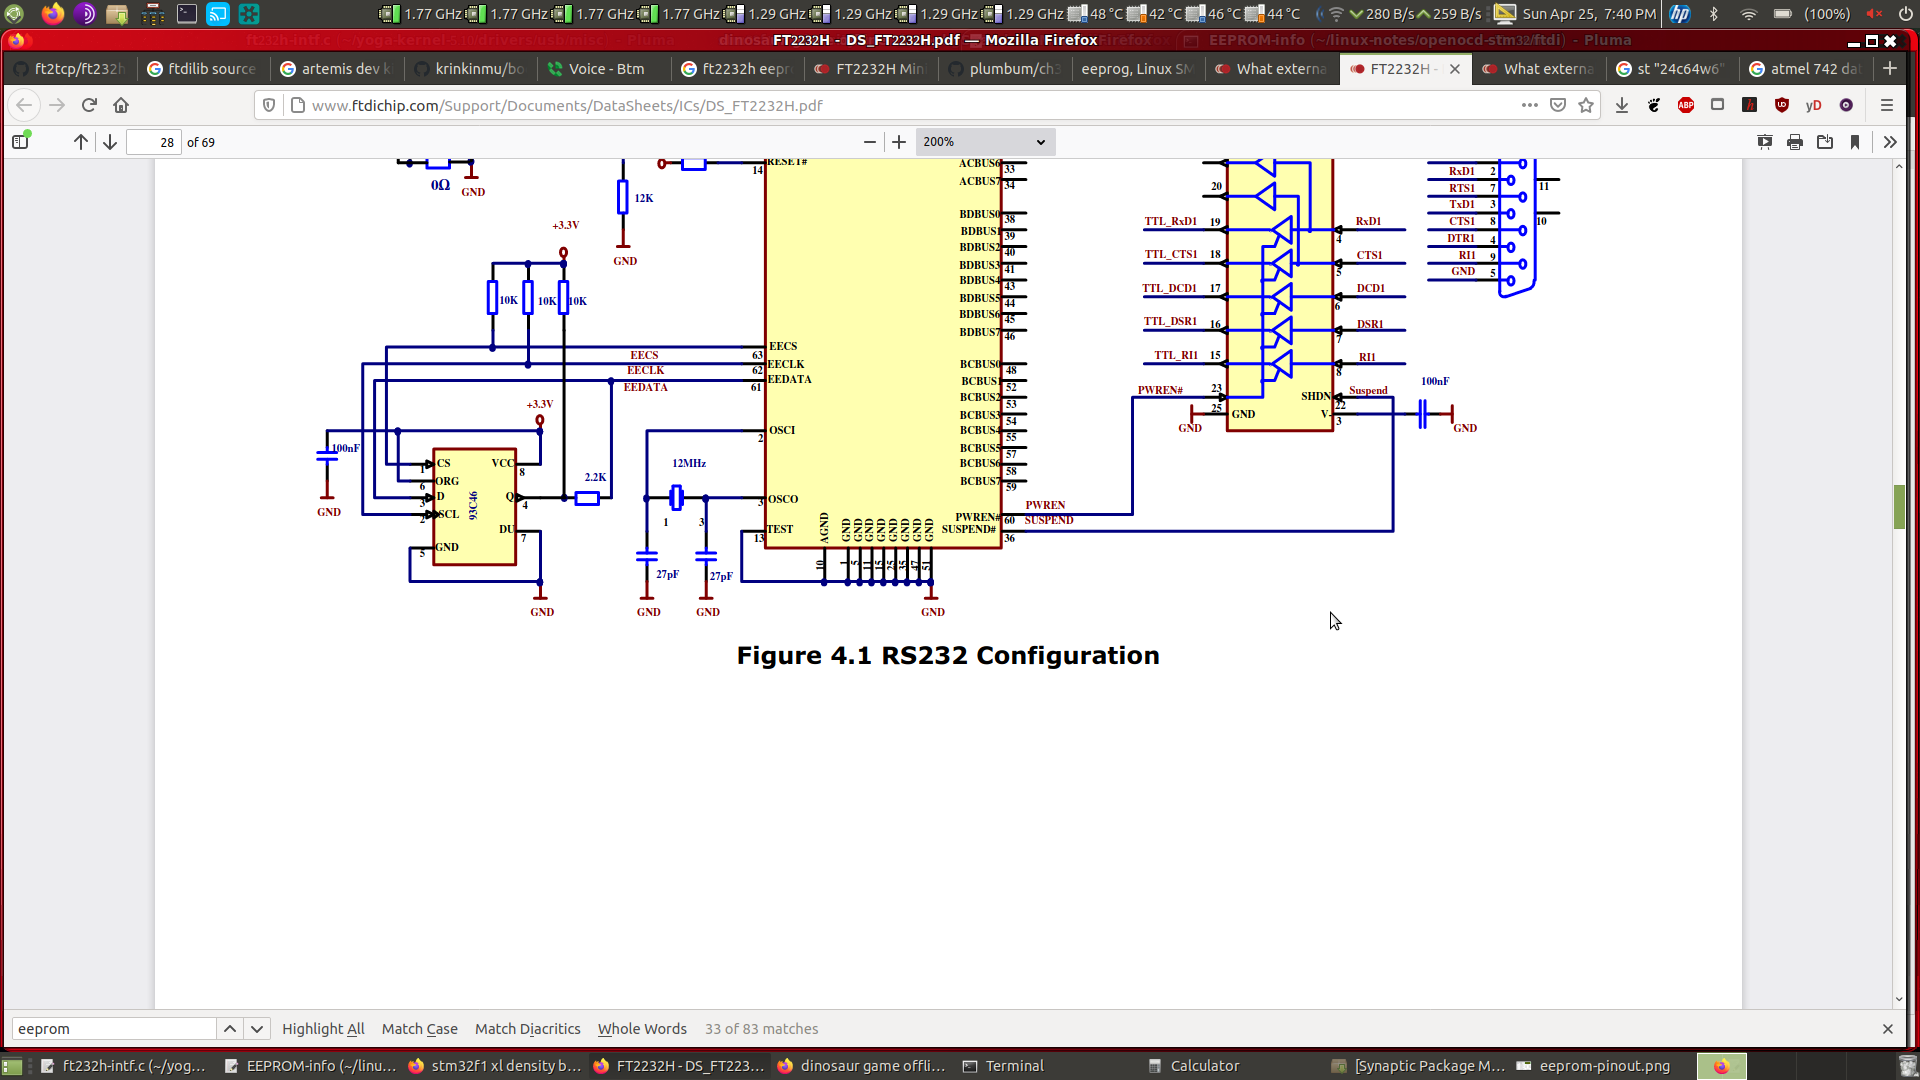 1.77 GHz 1.77 GHz 1.77 GHz 1.77 GHz 1.29 GHz 1.29 GHz 1.29 GHz 1.29 GHz 48 °C 42 °C 46 °C 44 °C 280 B/s 259 B/s Sun Apr 25, 7:40 PM hp (100%)
FT2232H - DS_FT2232H.pdf — Mozilla Firefox
EEPROM-info (~/linux-notes/openocd-stm32/ftdi) - Pluma
ft2tcp/ft232h ftdilib source artemis dev k krinkinmu/bo Voice - Btm ft2232h eepr FT2232H Min plumbum/ch3 eeprog, Linux SM What externa FT2232H - What externa st "24c64w6" atmel 742 da
www.ftdichip.com/Support/Documents/DataSheets/ICs/DS_FT2232H.pdf ABP h yD
28 of 69 200%
RESET#
14
0Ω
GND
12K
GND
+3.3V
10K 10K 10K
ACBUS6 33
ACBUS7 34
BDBUS0 38
BDBUS1 39
BDBUS2 40
BDBUS3 41
BDBUS4 43
BDBUS5 44
BDBUS6 45
BDBUS7 46
EECS EECS 63
EECLK EECLK 62
EEDATA EEDATA 61
BCBUS0 48
BCBUS1 52
BCBUS2 53
BCBUS3 54
BCBUS4 55
BCBUS5 57
BCBUS6 58
BCBUS7 59
+3.3V
100nF
GND
CS 1
ORG 6
D 3
SCL 2
GND 5
93C46
VCC 8
Q 4
DU 7
GND
2.2K
OSCI 2
12MHz
1 3
OSCO 3
TEST 13
27pF 27pF
GND GND
AGND GND GND GND GND GND GND GND GND
10 1 5 11 15 25 35 47 51
GND
PWREN# 60 PWREN
SUSPEND# 36 SUSPEND
20
TTL_RxD1 19 RxD1 4
TTL_CTS1 18 CTS1 5
TTL_DCD1 17 DCD1 6
TTL_DSR1 16 DSR1 7
TTL_RI1 15 RI1 8
PWREN# 23 SHDN Suspend 22
25 GND V- 3
GND
100nF
GND
RxD1 2
RTS1 7
TxD1 3
CTS1 8
DTR1 4
RI1 9
GND 5
11
10
Figure 4.1 RS232 Configuration
eeprom Highlight All Match Case Match Diacritics Whole Words 33 of 83 matches
ft232h-intf.c (~/yog... EEPROM-info (~/linu... stm32f1 xl density b... FT2232H - DS_FT223... dinosaur game offli... Terminal Calculator [Synaptic Package M... eeprom-pinout.png